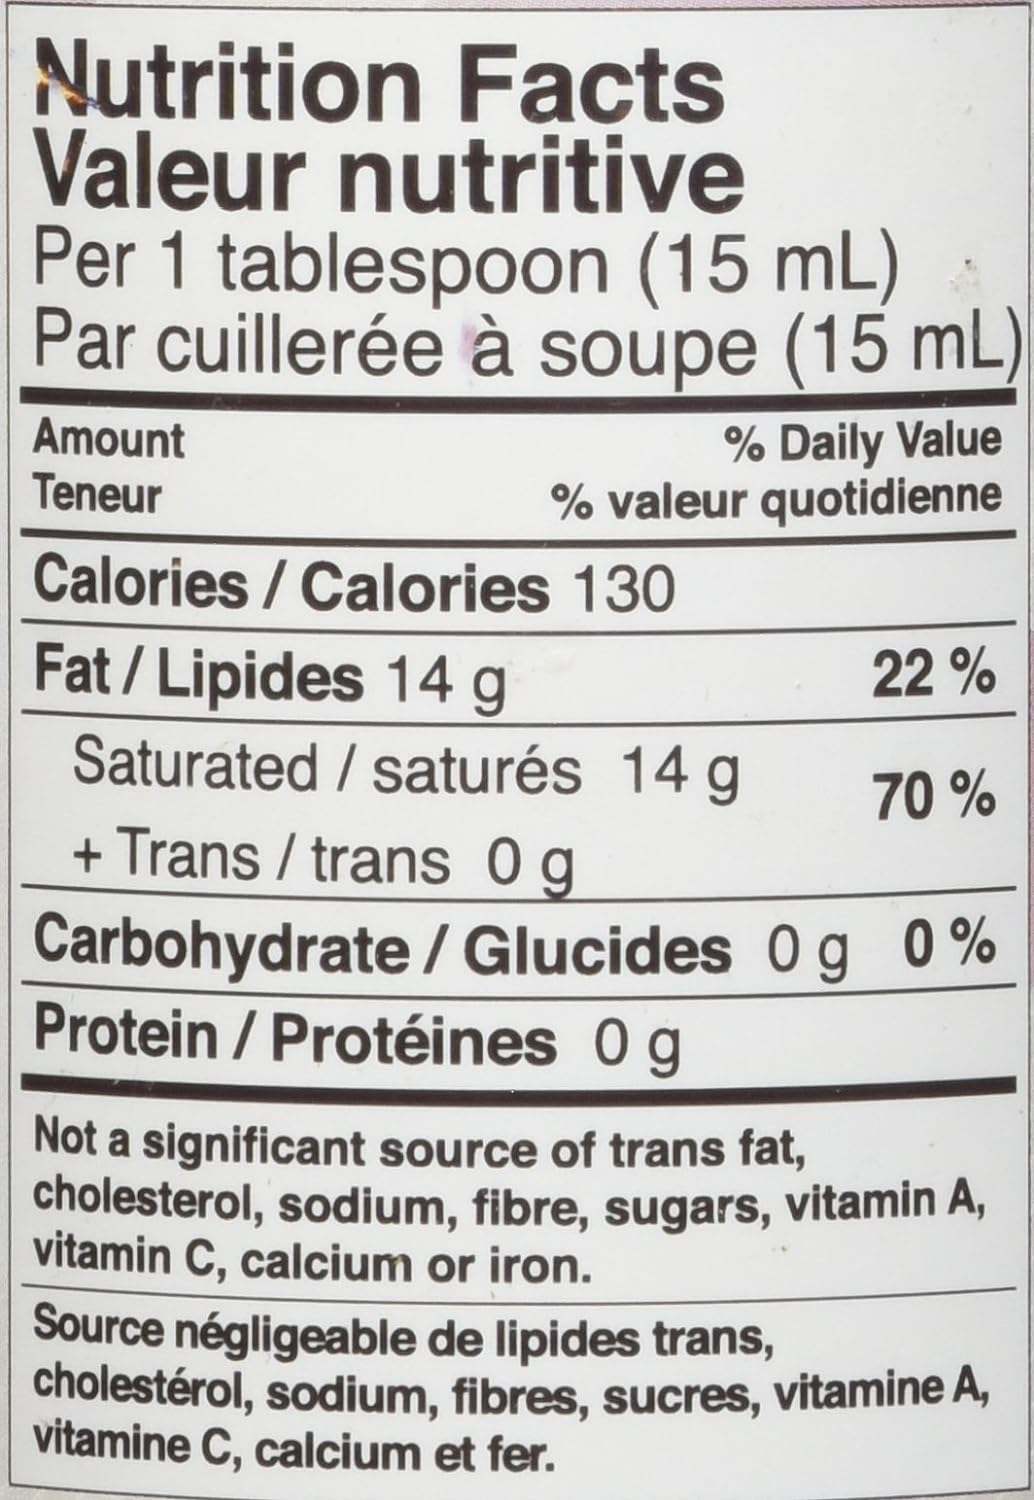 Nutrition Facts
Valeur nutritive
Per 1 tablespoon (15 mL)
Par cuillerée à soupe (15 mL)
Amount % Daily Value
Teneur % valeur quotidienne
Calories / Calories 130
Fat / Lipides 14 g 22 %
Saturated / saturés 14 g 70 %
+ Trans / trans 0 g
Carbohydrate / Glucides 0 g 0 %
Protein / Protéines 0 g
Not a significant source of trans fat,
cholesterol, sodium, fibre, sugars, vitamin A,
vitamin C, calcium or iron.
Source négligeable de lipides trans,
cholestérol, sodium, fibres, sucres, vitamine A,
vitamine C, calcium et fer.